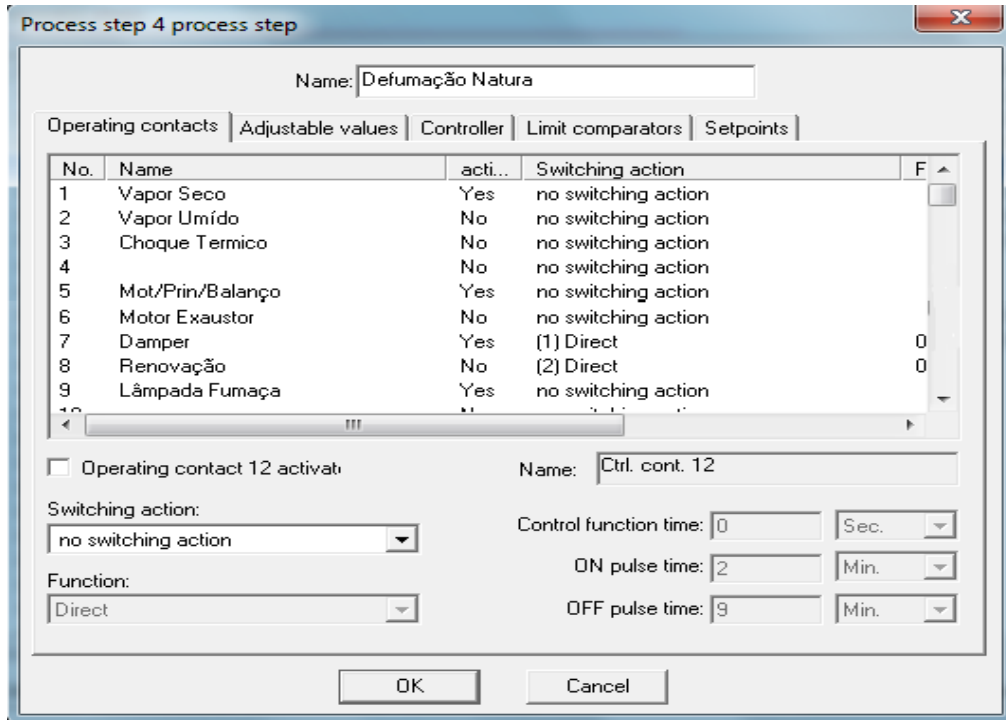 Process step 4 process step
Name: Defumação Natura
Operating contacts Adjustable values Controller Limit comparators Setpoints
No. Name acti... Switching action F
1 Vapor Seco Yes no switching action
2 Vapor Umído No no switching action
3 Choque Termico No no switching action
4 No no switching action
5 Mot/Prin/Balanço Yes no switching action
6 Motor Exaustor No no switching action
7 Damper Yes (1) Direct 0
8 Renovação No (2) Direct 0
9 Lâmpada Fumaça Yes no switching action
Operating contact 12 activat Name: Ctrl. cont. 12
Switching action:
no switching action
Control function time: 0 Sec.
ON pulse time: 2 Min.
Function:
Direct
OFF pulse time: 9 Min.
OK Cancel